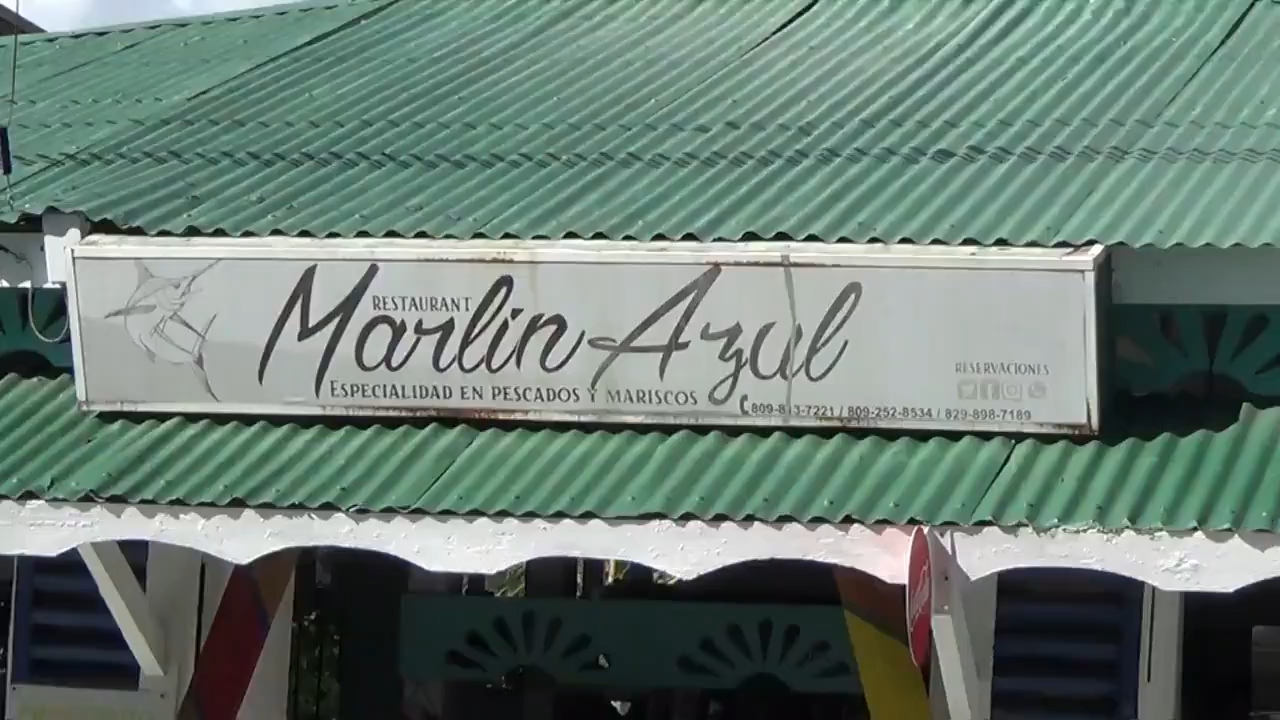 RESTAURANT
Marlin Azul
ESPECIALIDAD EN PESCADOS Y MARISCOS
RESERVACIONES
809-252-8534 / 829-898-7189